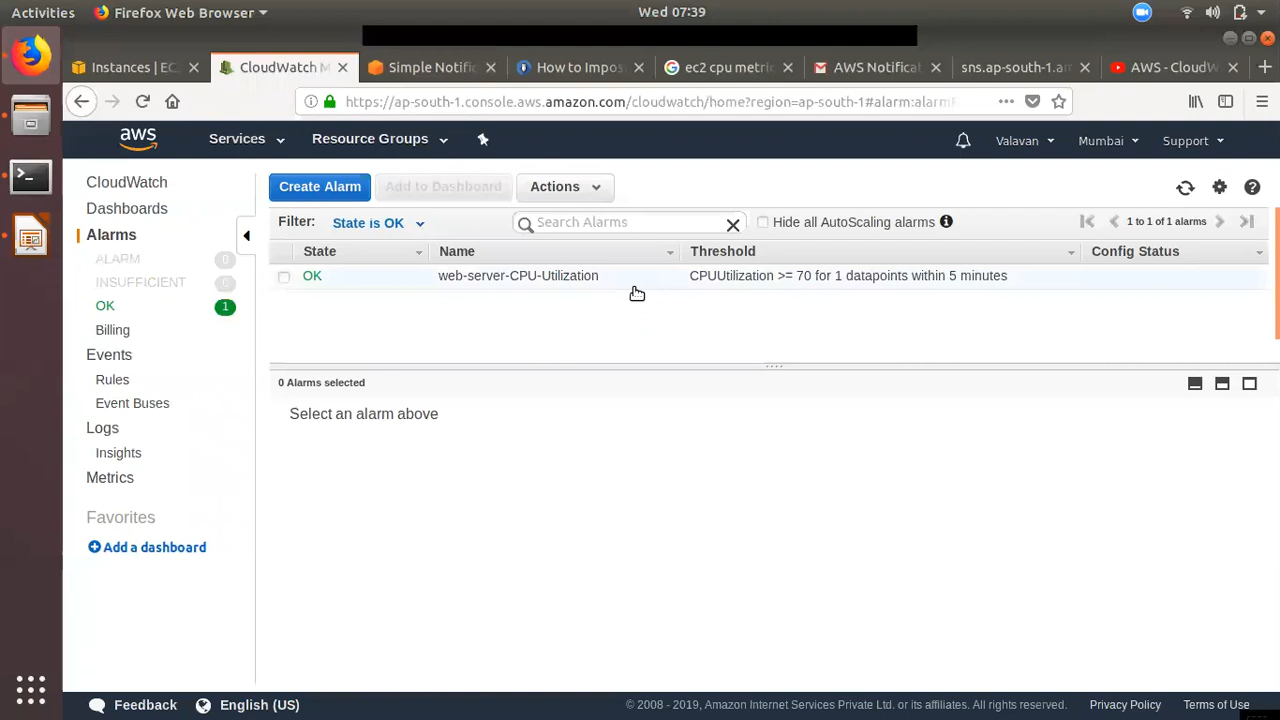 Activities
Firefox Web Browser
Wed 07:39
Instances | EC
CloudWatch M
Simple Notific
How to Impos
ec2 cpu metric
AWS Notificat
sns.ap-south-1.am
AWS - CloudW
https://ap-south-1.console.aws.amazon.com/cloudwatch/home?region=ap-south-1#alarm:alarmF
aws
Services
Resource Groups
Valavan
Mumbai
Support
CloudWatch
Dashboards
Alarms
ALARM 0
INSUFFICIENT 0
OK 1
Billing
Events
Rules
Event Buses
Logs
Insights
Metrics
Favorites
Add a dashboard
Create Alarm
Add to Dashboard
Actions
Filter: State is OK
Search Alarms
Hide all AutoScaling alarms
1 to 1 of 1 alarms
State Name Threshold Config Status
OK web-server-CPU-Utilization CPUUtilization >= 70 for 1 datapoints within 5 minutes
0 Alarms selected
Select an alarm above
Feedback
English (US)
© 2008 - 2019, Amazon Internet Services Private Ltd. or its affiliates. All rights reserved.
Privacy Policy
Terms of Use